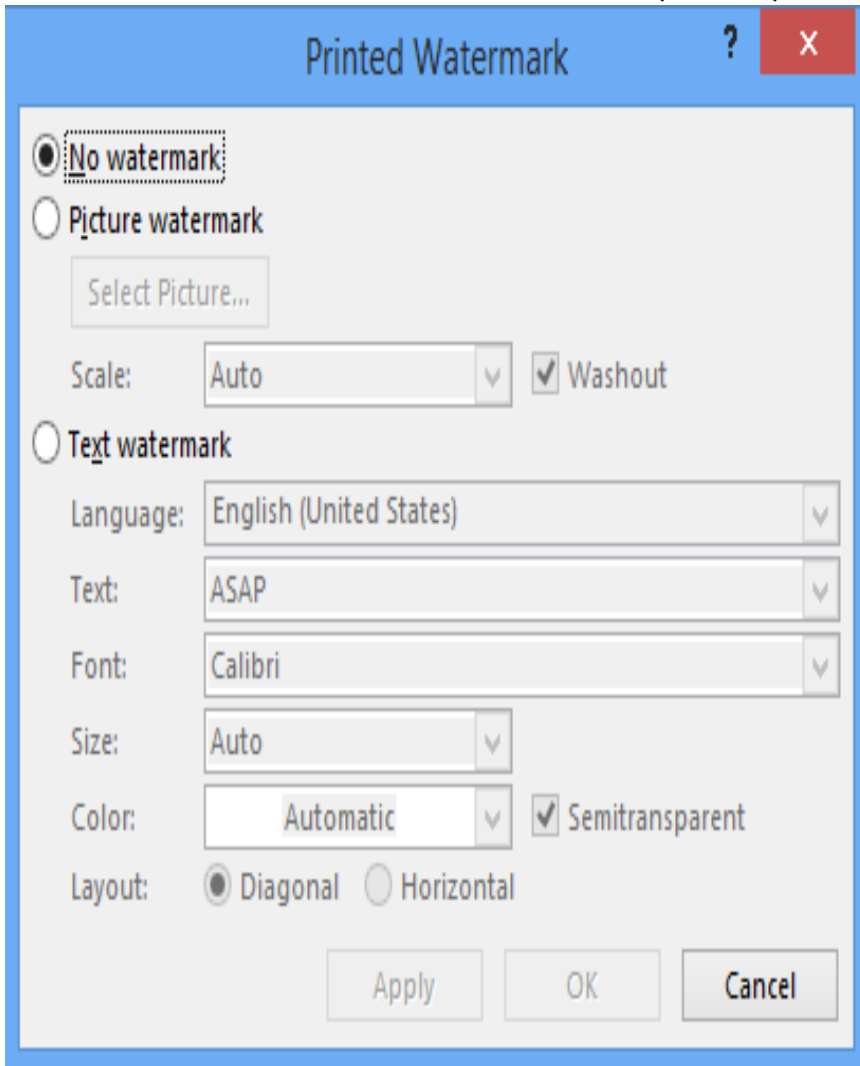 Printed Watermark ? x
No watermark
Picture watermark
Select Picture...
Scale: Auto Washout
Text watermark
Language: English (United States)
Text: ASAP
Font: Calibri
Size: Auto
Color: Automatic Semitransparent
Layout: Diagonal Horizontal
Apply OK Cancel